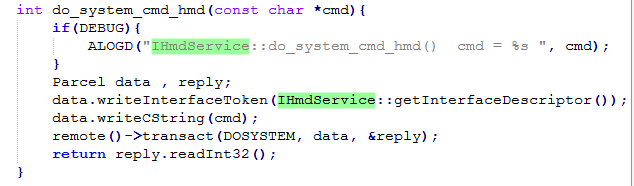 int do_system_cmd_hmd(const char *cmd){
    if(DEBUG){
        ALOGD("IHmdService::do_system_cmd_hmd()  cmd = %s ", cmd);
    }
    Parcel data , reply;
    data.writeInterfaceToken(IHmdService::getInterfaceDescriptor());
    data.writeCString(cmd);
    remote()->transact(DOSYSTEM, data, &reply);
    return reply.readInt32();
}